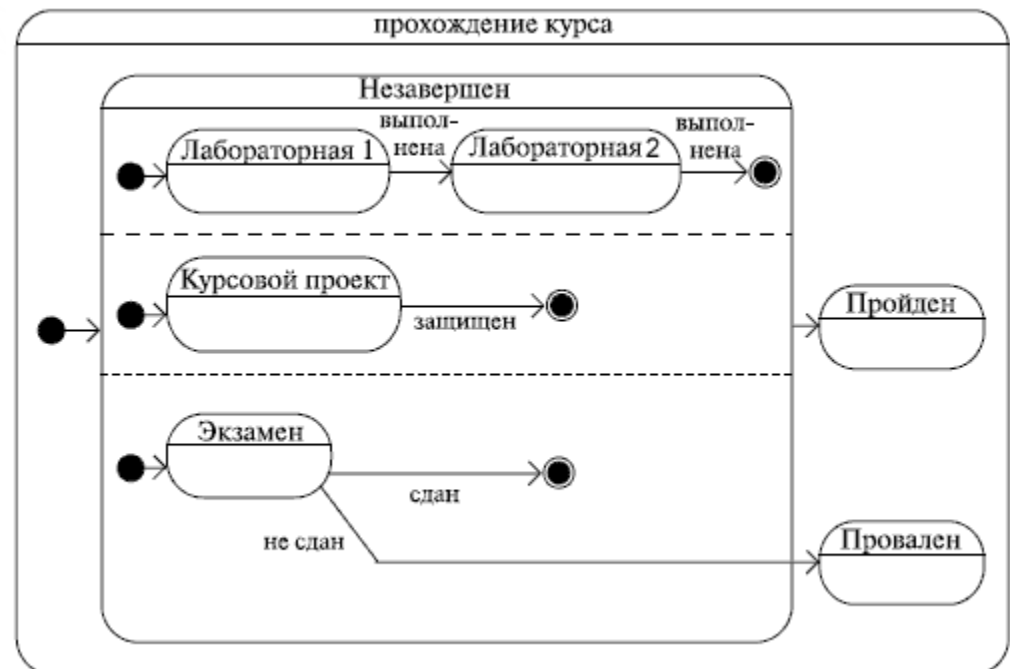 прохождение курса
Незавершен
Лабораторная 1
выпол-
нена
Лабораторная 2
выпол-
нена
Курсовой проект
защищен
Пройден
Экзамен
сдан
не сдан
Провален